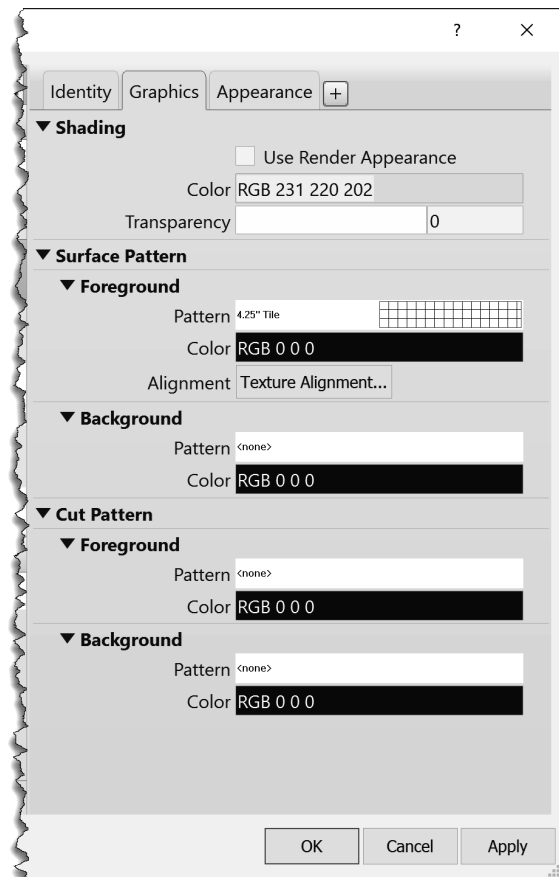 ?
Identity Graphics Appearance +
Shading
Use Render Appearance
Color RGB 231 220 202
Transparency 0
Surface Pattern
Foreground
Pattern 4.25" Tile
Color RGB 0 0 0
Alignment Texture Alignment...
Background
Pattern <none>
Color RGB 0 0 0
Cut Pattern
Foreground
Pattern <none>
Color RGB 0 0 0
Background
Pattern <none>
Color RGB 0 0 0
OK Cancel Apply